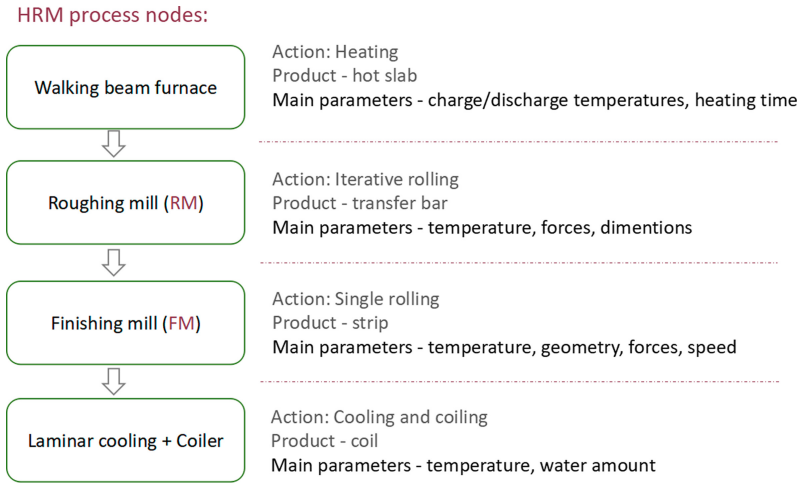 HRM process nodes:
Walking beam furnace
Action: Heating
Product - hot slab
Main parameters - charge/discharge temperatures, heating time
Roughing mill (RM)
Action: Iterative rolling
Product - transfer bar
Main parameters - temperature, forces, dimentions
Finishing mill (FM)
Action: Single rolling
Product - strip
Main parameters - temperature, geometry, forces, speed
Laminar cooling + Coiler
Action: Cooling and coiling
Product - coil
Main parameters - temperature, water amount